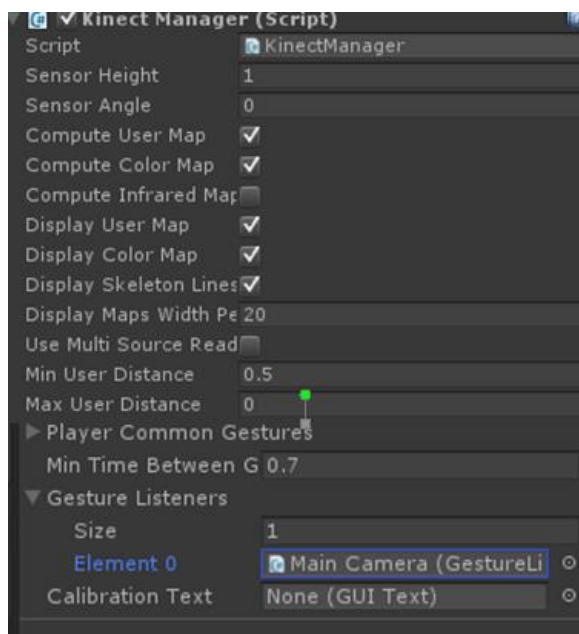 Kinect Manager (Script)
Script KinectManager
Sensor Height 1
Sensor Angle 0
Compute User Map
Compute Color Map
Compute Infrared Map
Display User Map
Display Color Map
Display Skeleton Lines
Display Maps Width Pe 20
Use Multi Source Read
Min User Distance 0.5
Max User Distance 0
Player Common Gestures
Min Time Between G 0.7
Gesture Listeners
Size 1
Element 0 Main Camera (GestureLi
Calibration Text None (GUI Text)